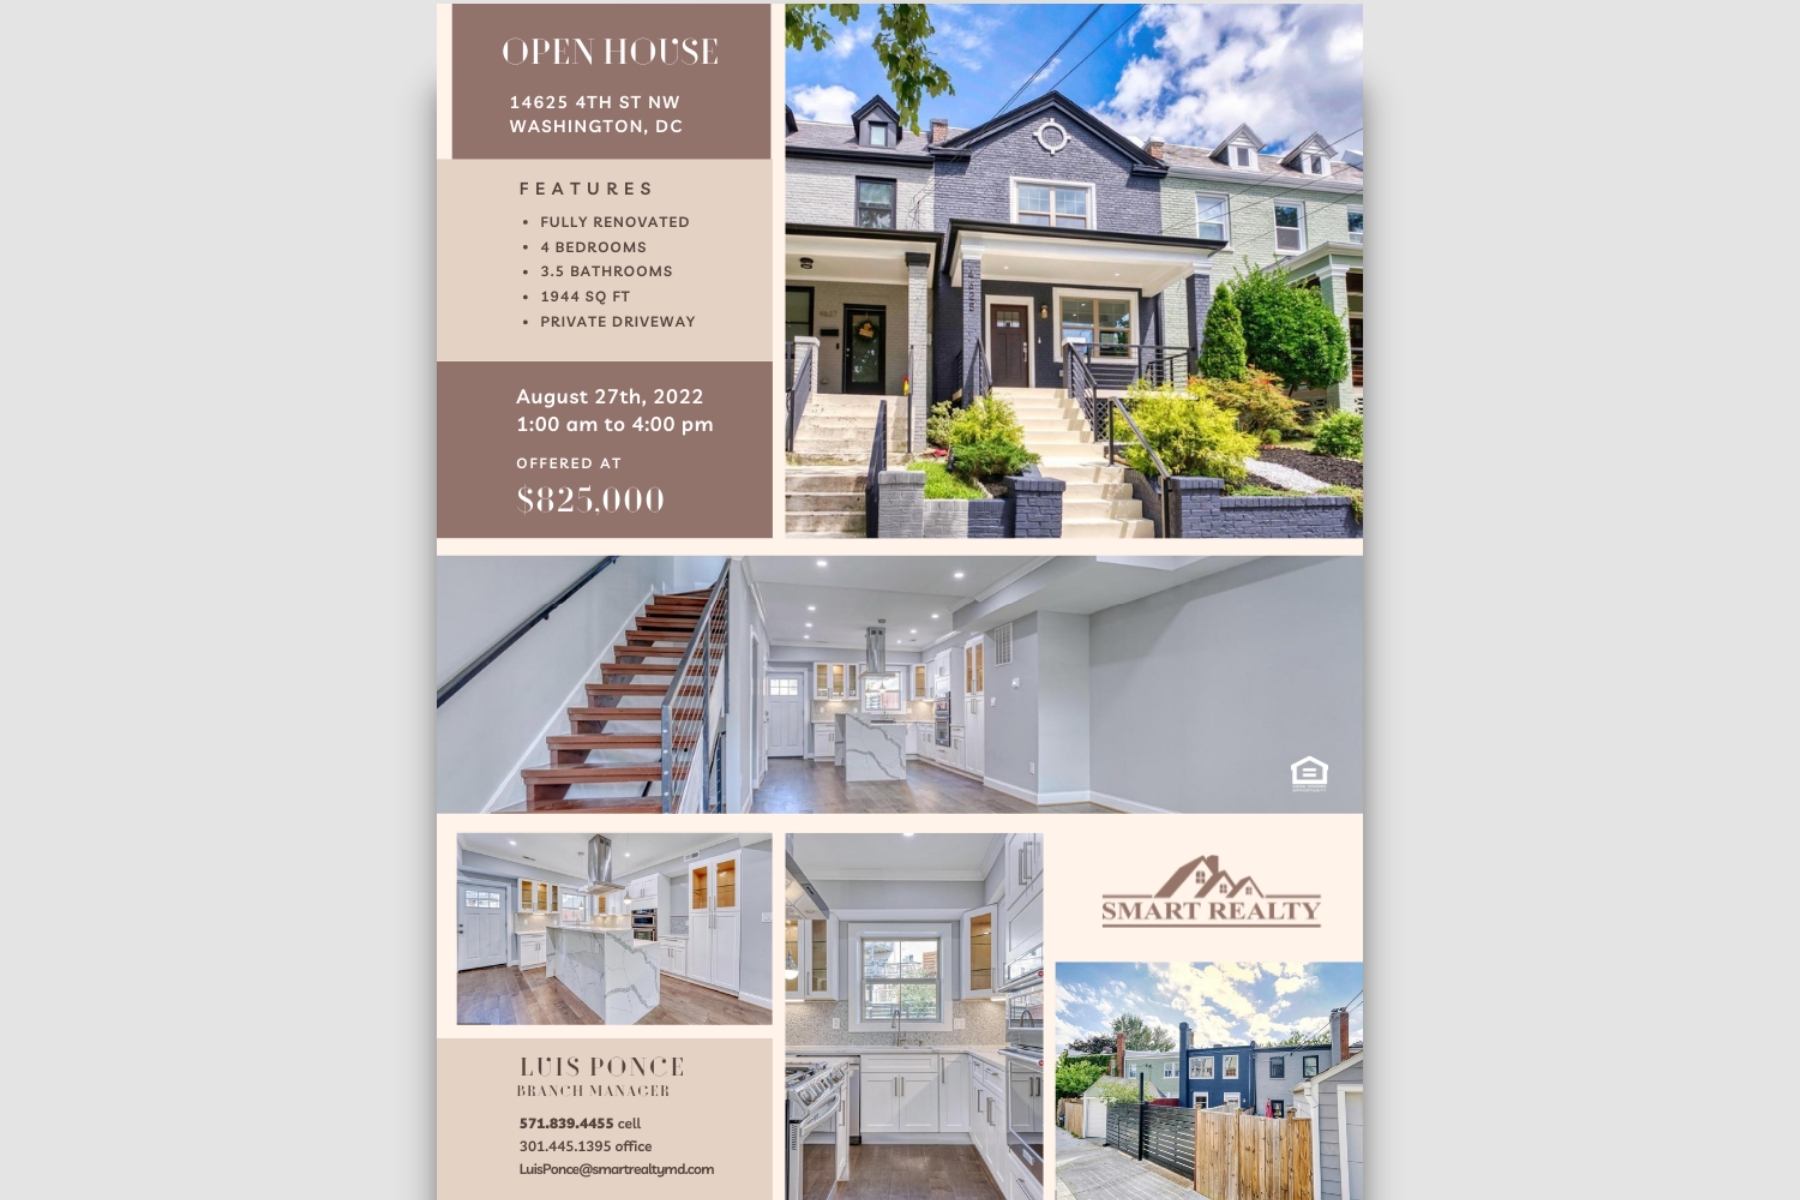 OPEN HOUSE
14625 4TH ST NW
WASHINGTON, DC
FEATURES
• FULLY RENOVATED
• 4 BEDROOMS
• 3.5 BATHROOMS
• 1944 SQ FT
• PRIVATE DRIVEWAY
August 27th, 2022
1:00 am to 4:00 pm
OFFERED AT
$825,000
SMART REALTY
LUIS PONCE
BRANCH MANAGER
571.839.4455 cell
301.445.1395 office
LuisPonce@smartrealtymd.com